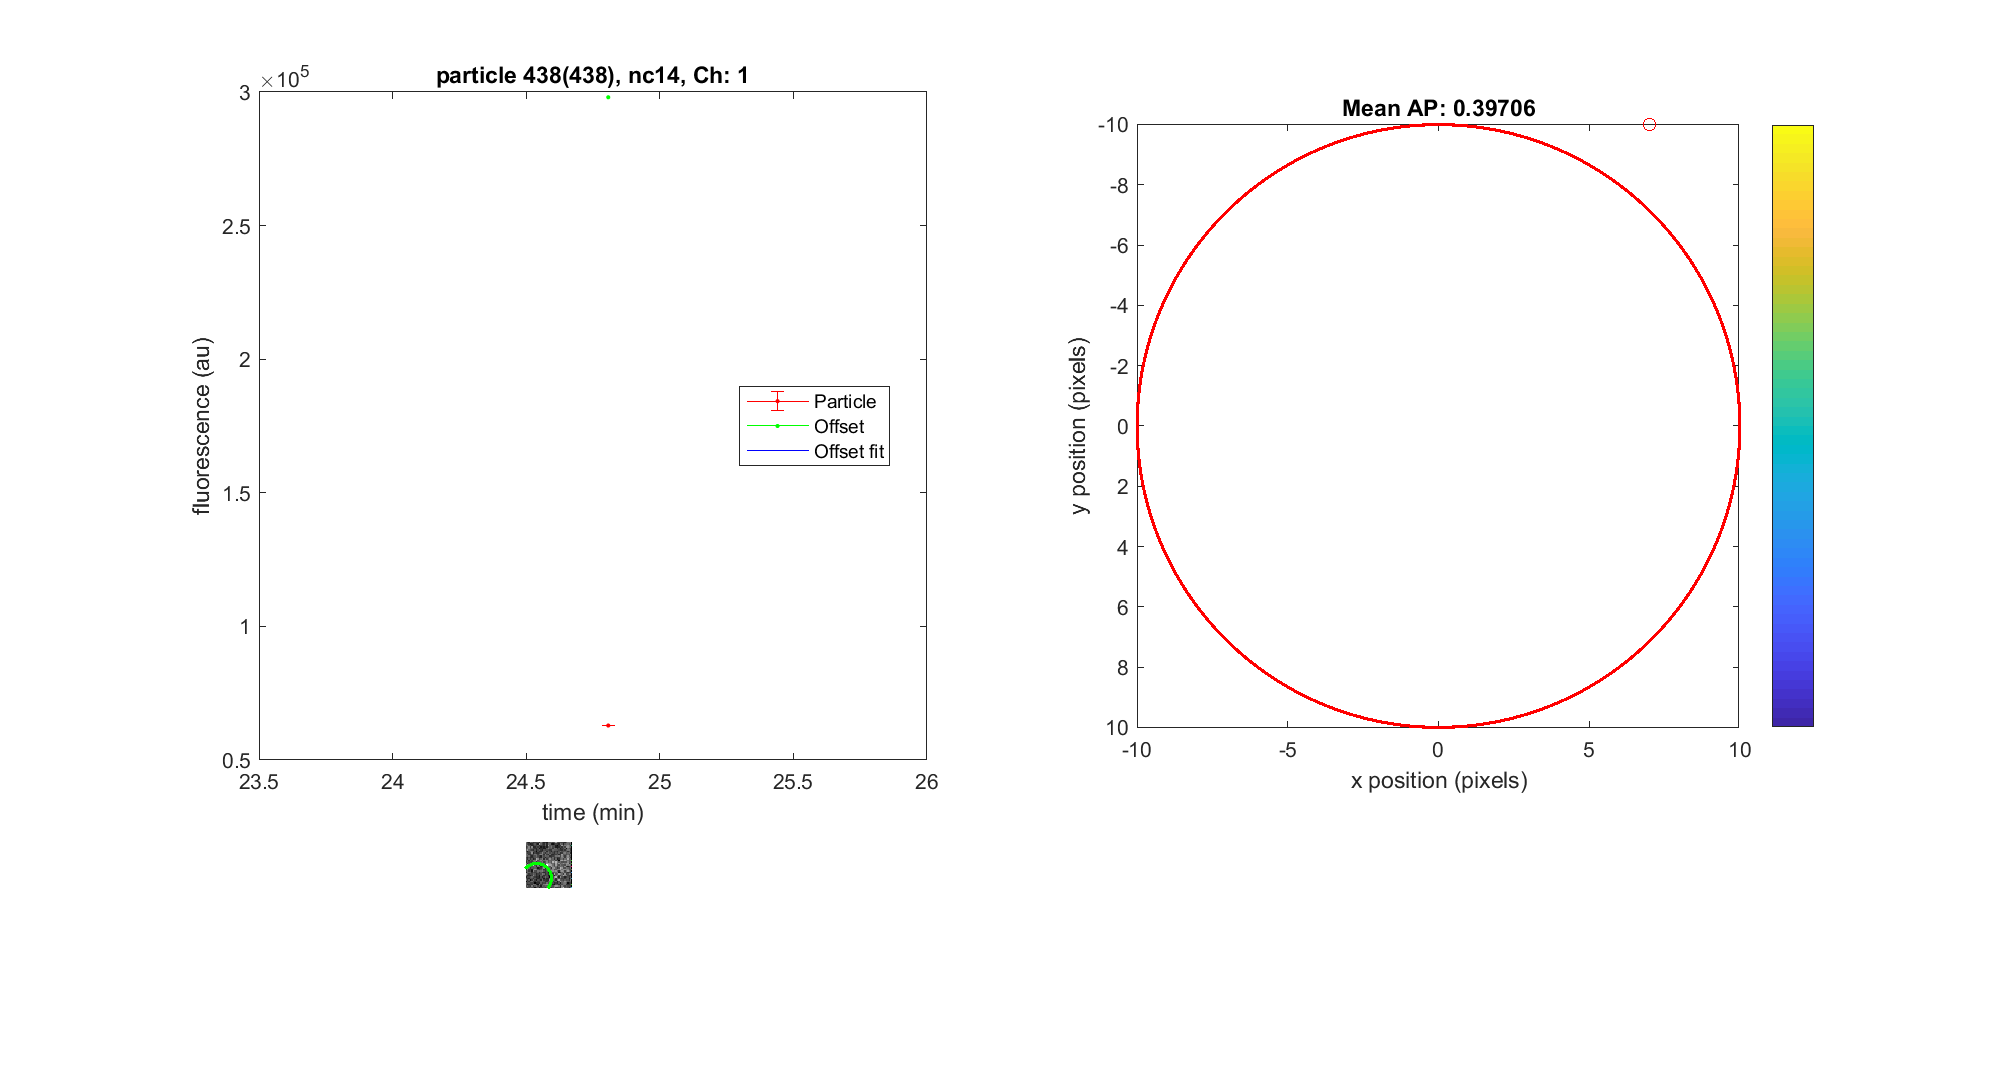 particle 438(438), nc14, Ch: 1
×10^5
3
2.5
2
1.5
1
0.5
23.5 24 24.5 25 25.5 26
fluorescence (au)
time (min)
Particle
Offset
Offset fit
Mean AP: 0.39706
-10
-8
-6
-4
-2
0
2
4
6
8
10
-10 -5 0 5 10
y position (pixels)
x position (pixels)